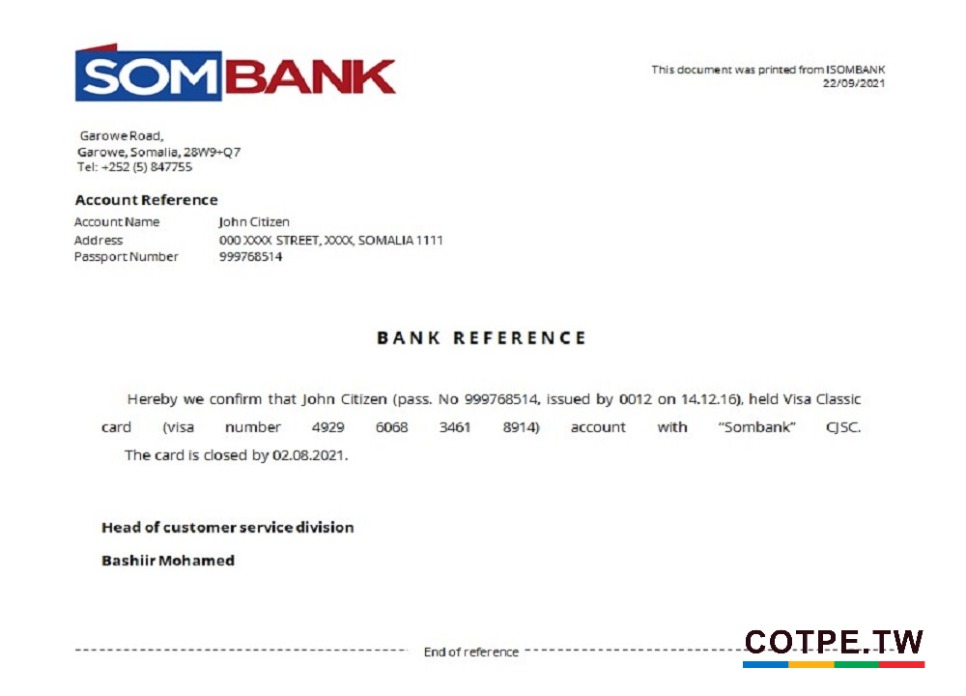 SOMBANK
This document was printed from ISOMBANK
22/09/2021
Garowe Road,
Garowe, Somalia, 28W9+Q7
Tel: +252 (5) 847755
Account Reference
Account Name John Citizen
Address 000 XXXX STREET, XXXX, SOMALIA 1111
Passport Number 999768514
BANK REFERENCE
Hereby we confirm that John Citizen (pass. No 999768514, issued by 0012 on 14.12.16), held Visa Classic
card (visa number 4929 6068 3461 8914) account with “Sombank” CJSC.
The card is closed by 02.08.2021.
Head of customer service division
Bashiir Mohamed
End of reference
COTPE.TW